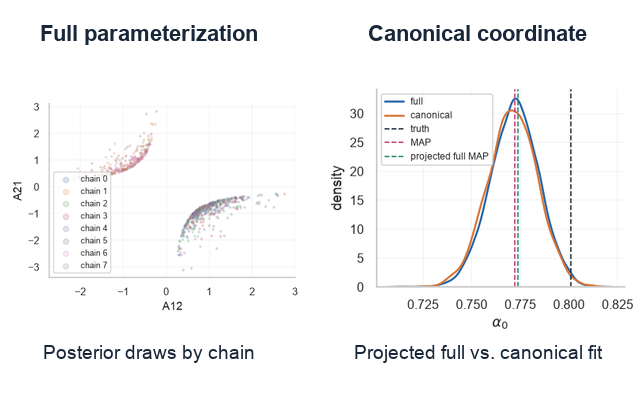 Full parameterization
Canonical coordinate
3
2
1
0
−1
−2
−3
A21
chain 0
chain 1
chain 2
chain 3
chain 4
chain 5
chain 6
chain 7
−2
−1
0
1
2
3
A12
30
25
20
15
10
5
0
density
full
canonical
truth
MAP
projected full MAP
0.725
0.750
0.775
0.800
0.825
α₀
Posterior draws by chain
Projected full vs. canonical fit